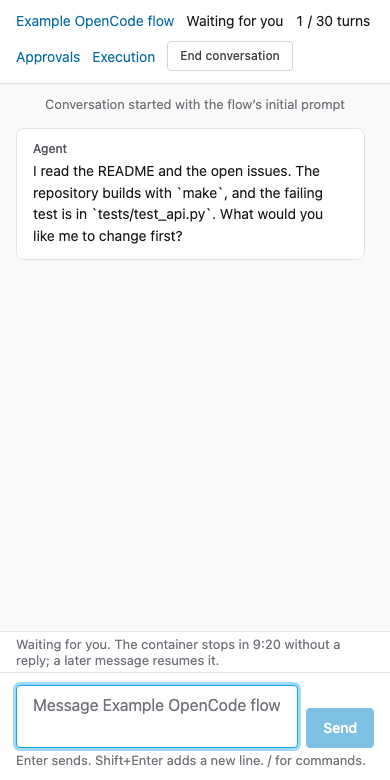 Example OpenCode flow Waiting for you 1 / 30 turns
Approvals Execution End conversation
Conversation started with the flow’s initial prompt
Agent
I read the README and the open issues. The
repository builds with `make`, and the failing
test is in `tests/test_api.py`. What would you
like me to change first?
Waiting for you. The container stops in 9:20 without a
reply; a later message resumes it.
Message Example OpenCode flow
Send
Enter sends. Shift+Enter adds a new line. / for commands.